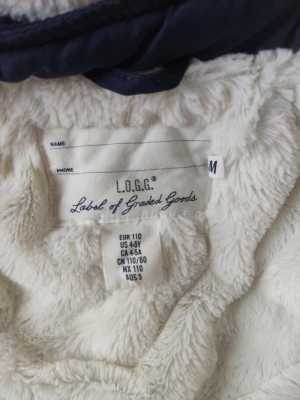 NAME
PHONE
M
L.O.G.G.®
Label of Graded Goods
EUR 110
US 4-5Y
CA 4-5A
CN 110/60
MX 110
AUS 5